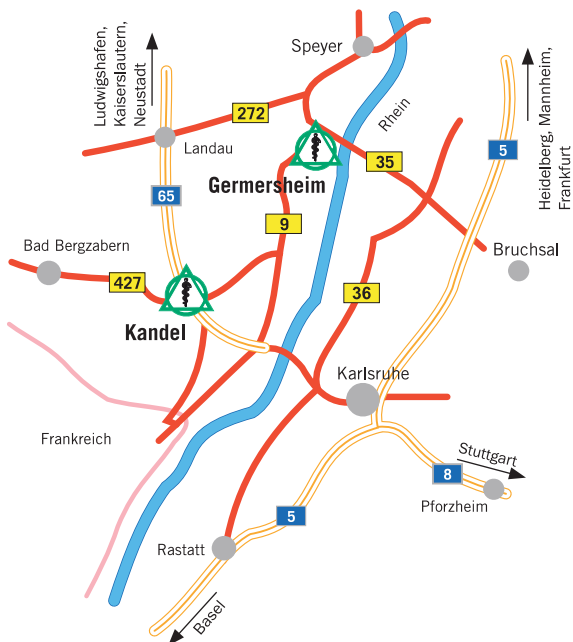 Ludwigshafen,
Kaiserslautern,
Neustadt
Speyer
Heidelberg, Mannheim,
Frankfurt
Rhein
272
Landau
5
35
Germersheim
65
9
Bad Bergzabern
Bruchsal
427
36
Kandel
Karlsruhe
Frankreich
Stuttgart
8
Pforzheim
5
Rastatt
Basel